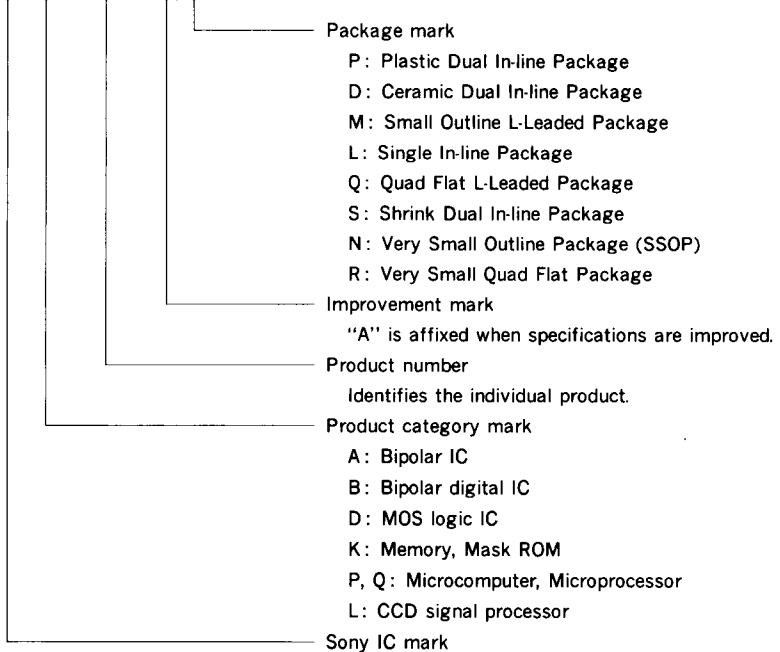 Package mark
P: Plastic Dual In-line Package
D: Ceramic Dual In-line Package
M: Small Outline L-Leaded Package
L: Single In-line Package
Q: Quad Flat L-Leaded Package
S: Shrink Dual In-line Package
N: Very Small Outline Package (SSOP)
R: Very Small Quad Flat Package
Improvement mark
"A" is affixed when specifications are improved.
Product number
Identifies the individual product.
Product category mark
A: Bipolar IC
B: Bipolar digital IC
D: MOS logic IC
K: Memory, Mask ROM
P, Q: Microcomputer, Microprocessor
L: CCD signal processor
Sony IC mark